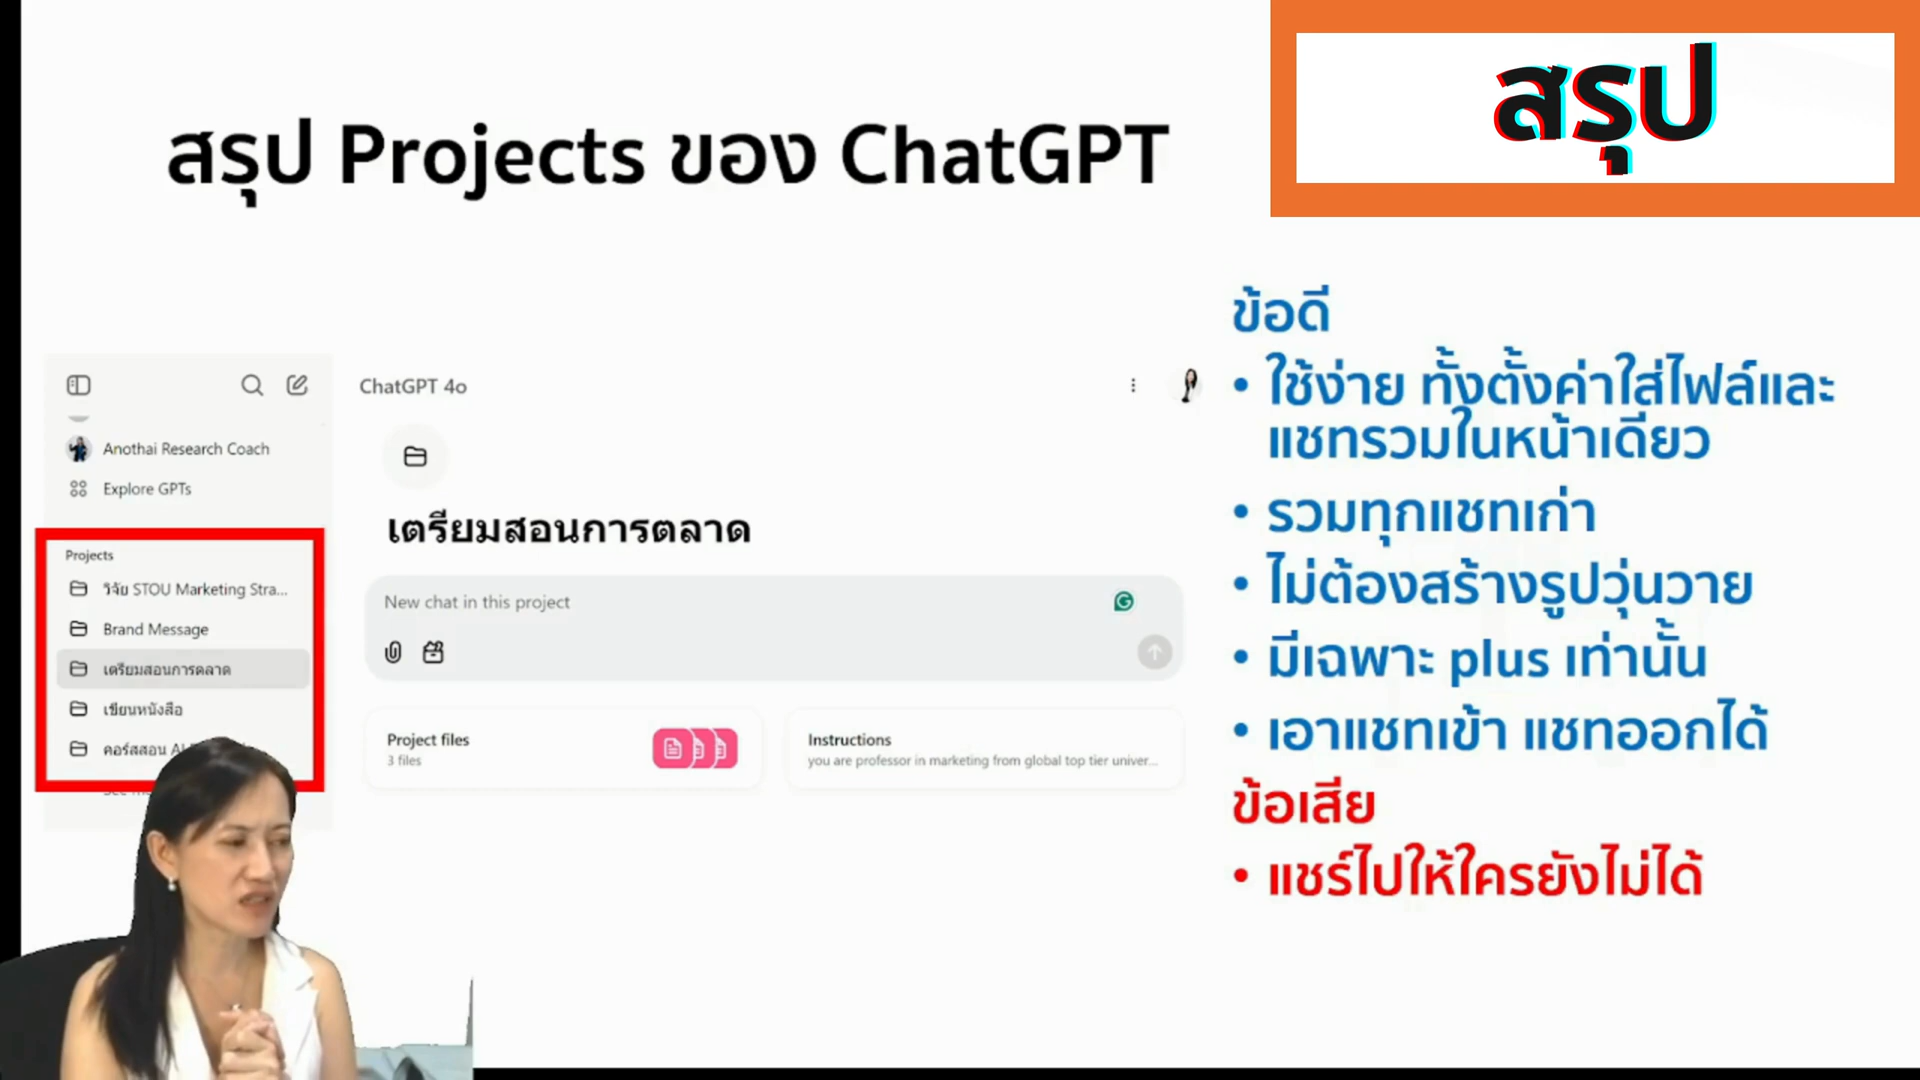 สรุป
สรุป Projects ของ ChatGPT
ChatGPT 4o
Anothai Research Coach
Explore GPTs
Projects
วิจัย STOU Marketing Stra...
Brand Message
เตรียมสอนการตลาด
เขียนหนังสือ
คอร์สสอน
เตรียมสอนการตลาด
New chat in this project
Project files
3 files
Instructions
you are professor in marketing from global top tier univer...
ข้อดี
• ใช้ง่าย ทั้งตั้งค่าใส่ไฟล์และ
แชทรวมในหน้าเดียว
• รวมทุกแชทเก่า
• ไม่ต้องสร้างรูปวุ่นวาย
• มีเฉพาะ plus เท่านั้น
• เอาแชทเข้า แชทออกได้
ข้อเสีย
• แชร์ไปให้ใครยังไม่ได้